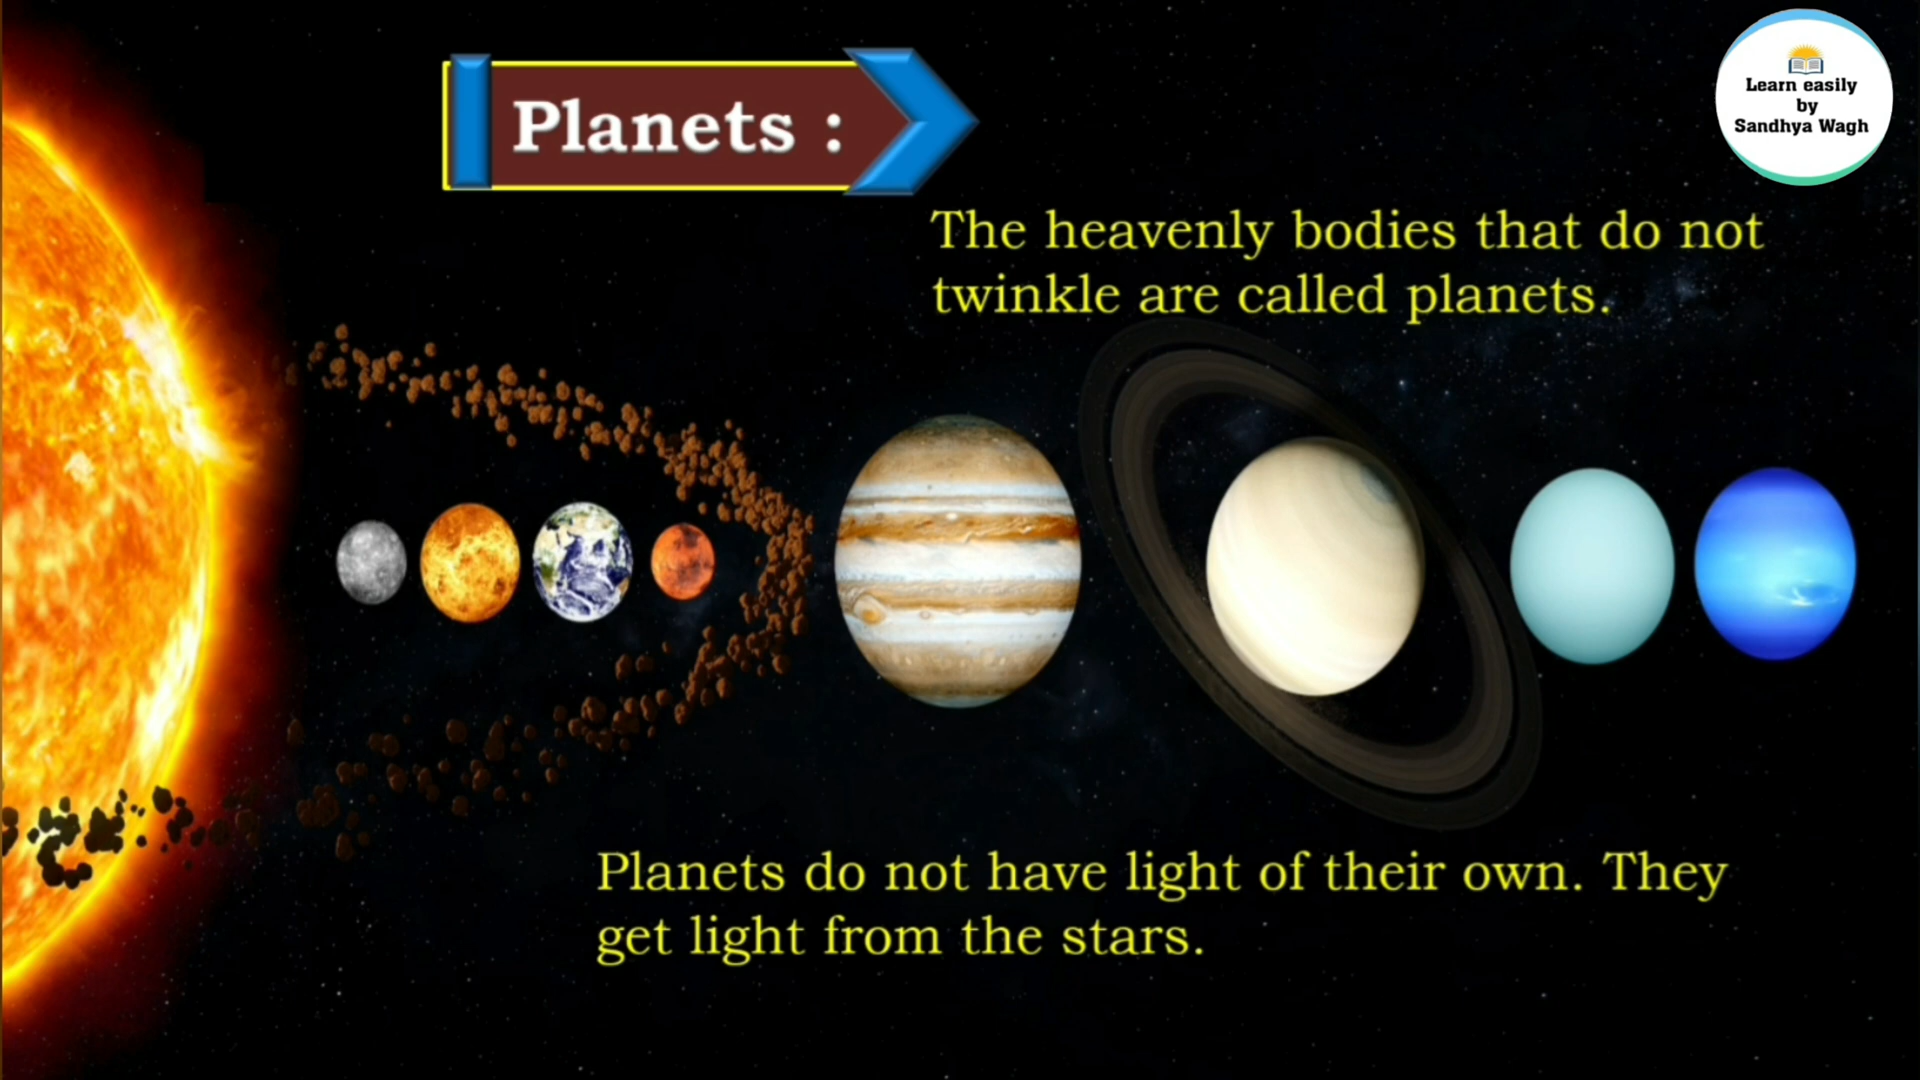 Planets :
Learn easily
by
Sandhya Wagh
The heavenly bodies that do not
twinkle are called planets.
Planets do not have light of their own. They
get light from the stars.